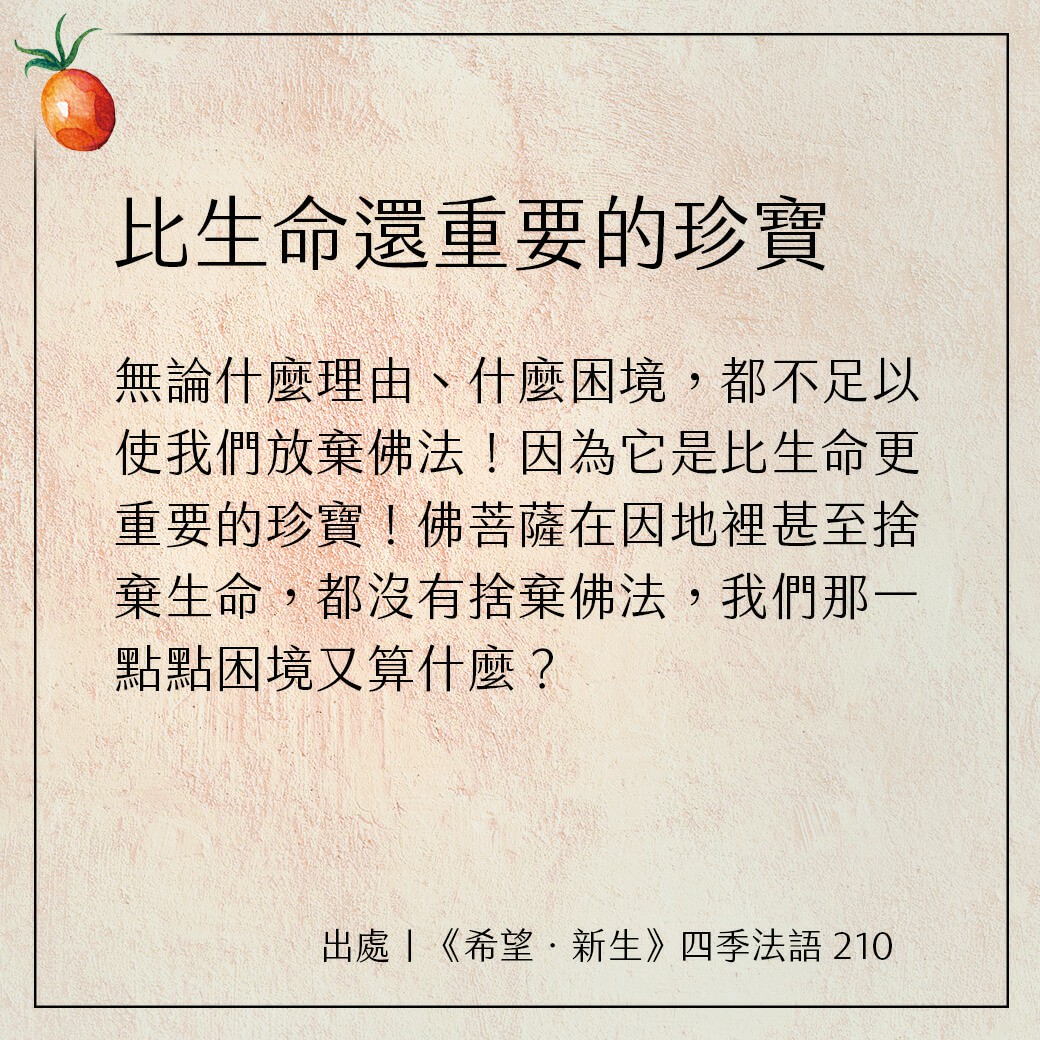 比生命還重要的珍寶
無論什麼理由、什麼困境，都不足以
使我們放棄佛法！因為它是比生命更
重要的珍寶！佛菩薩在因地裡甚至捨
棄生命，都沒有捨棄佛法，我們那一
點點困境又算什麼？
出處｜《希望．新生》四季法語 210